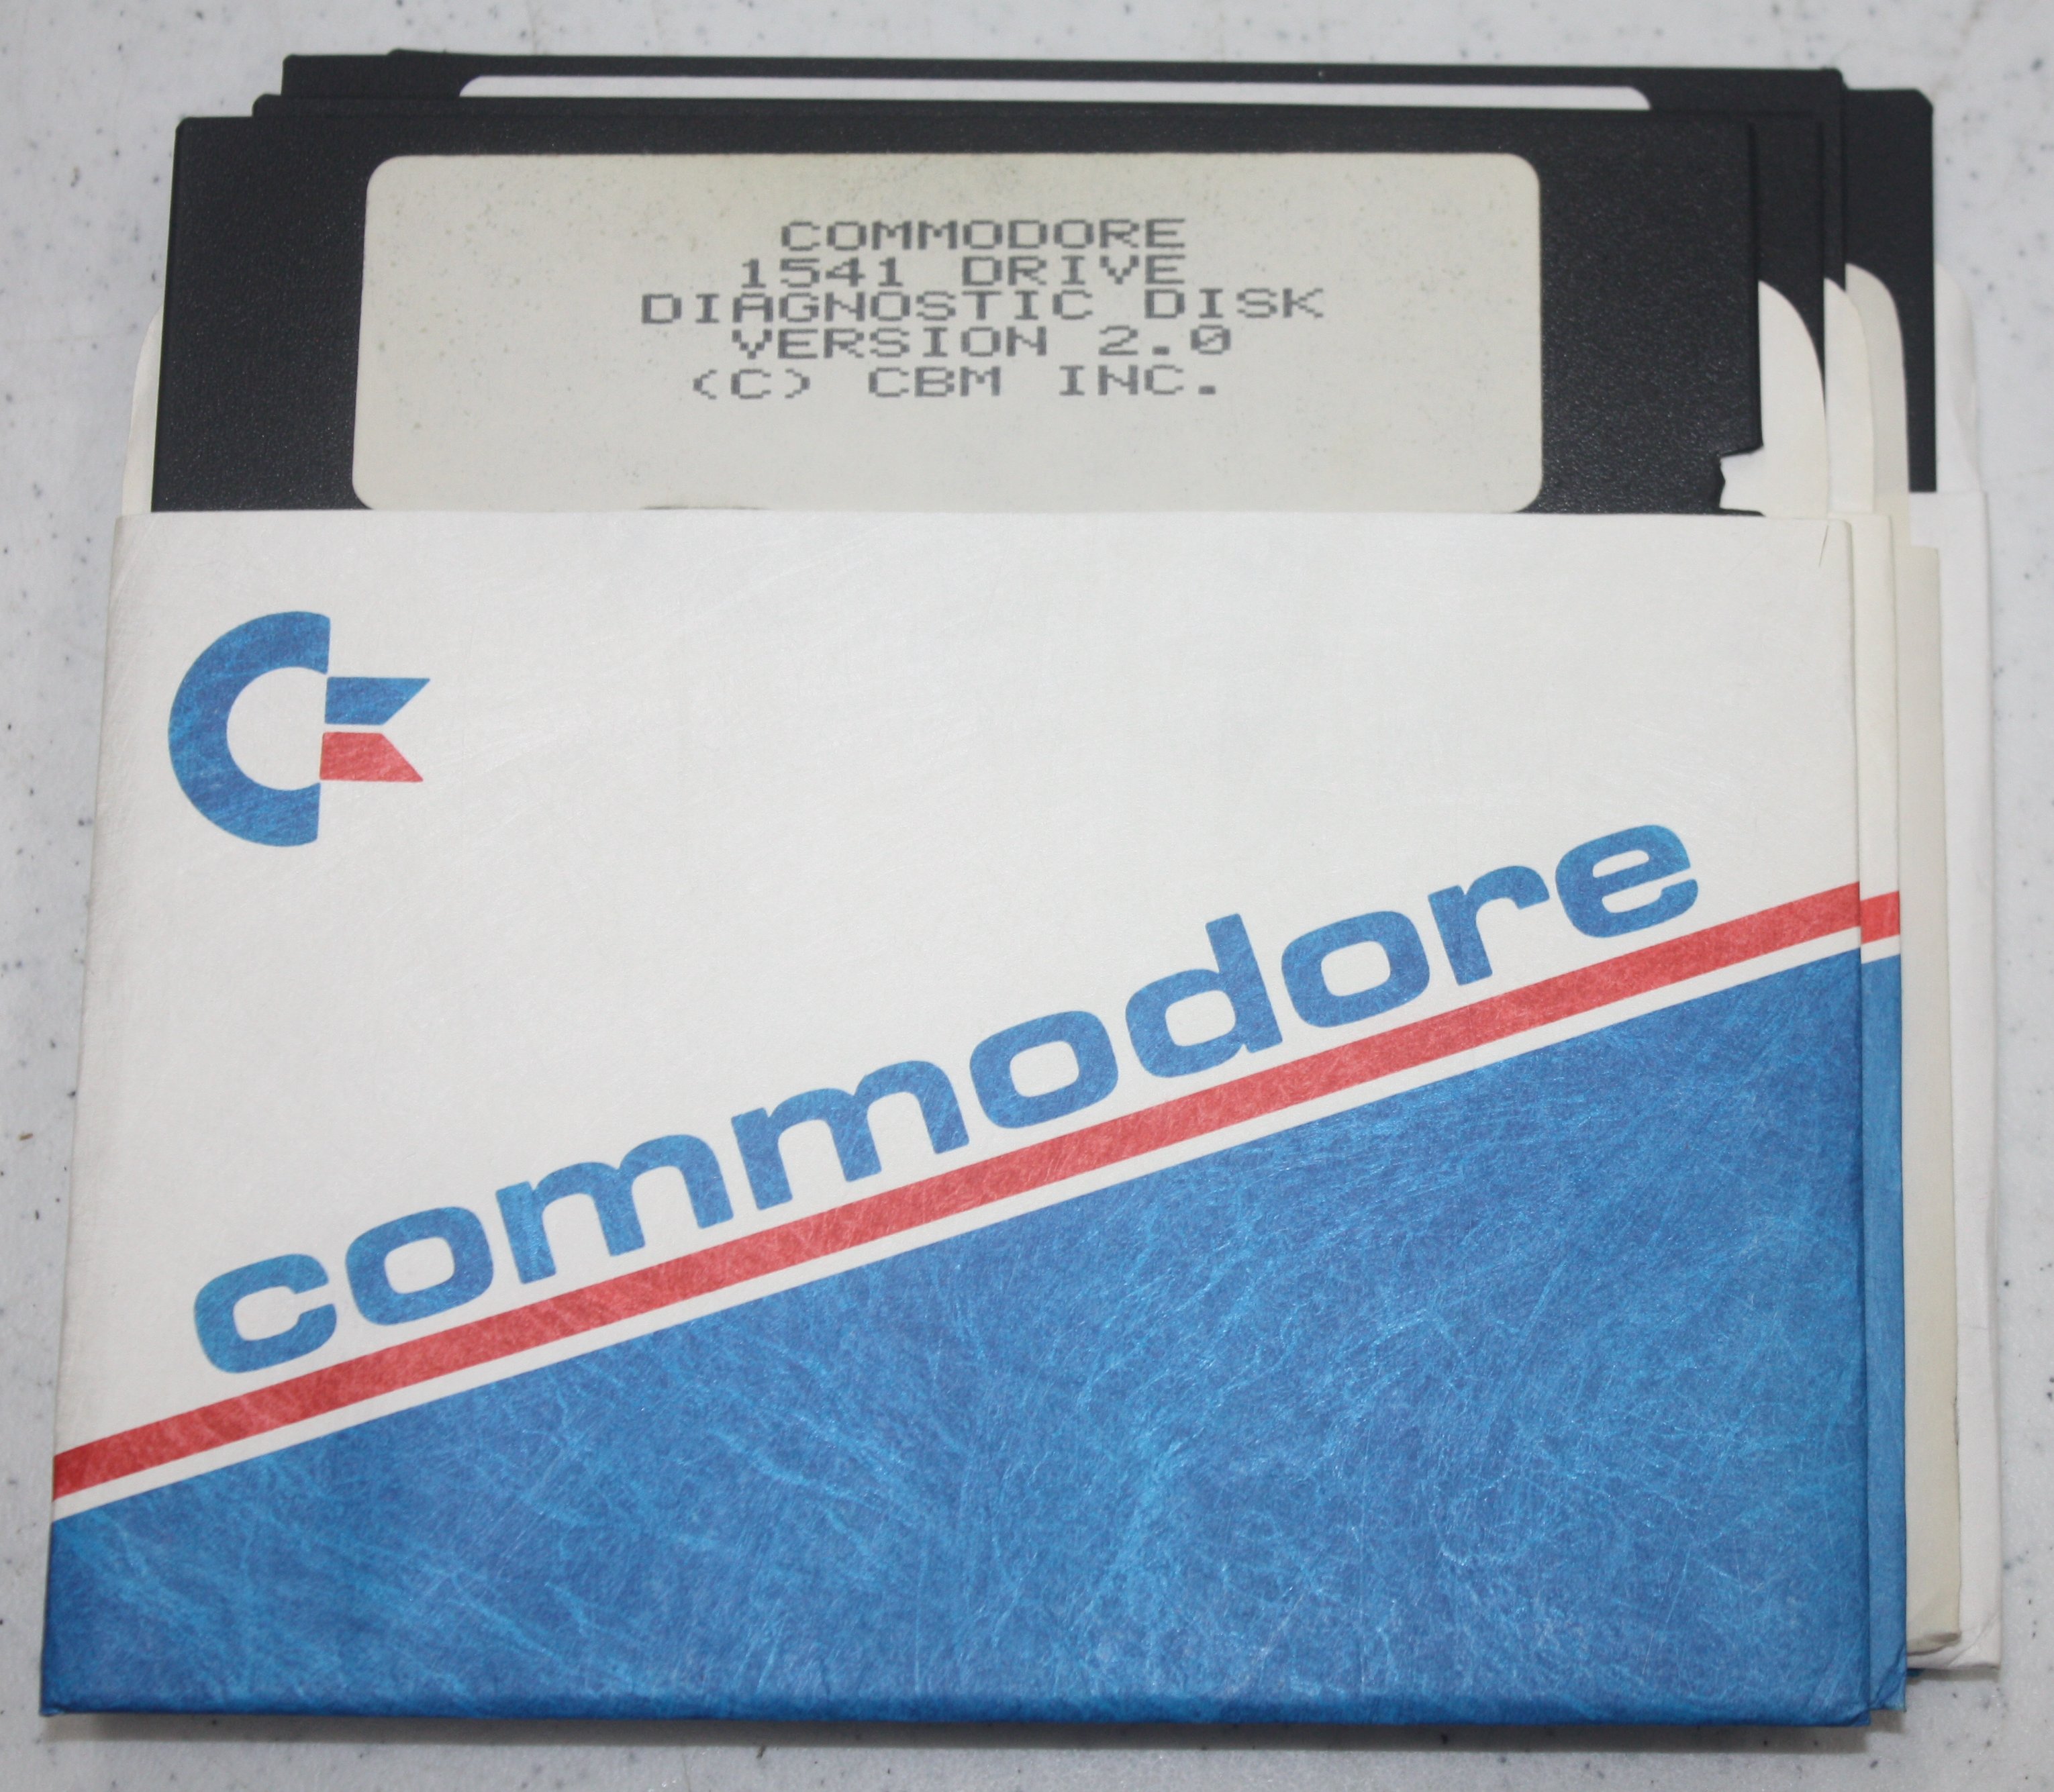 COMMODORE
1541 DRIVE
DIAGNOSTIC DISK
VERSION 2.0
(C) CBM INC.
commodore